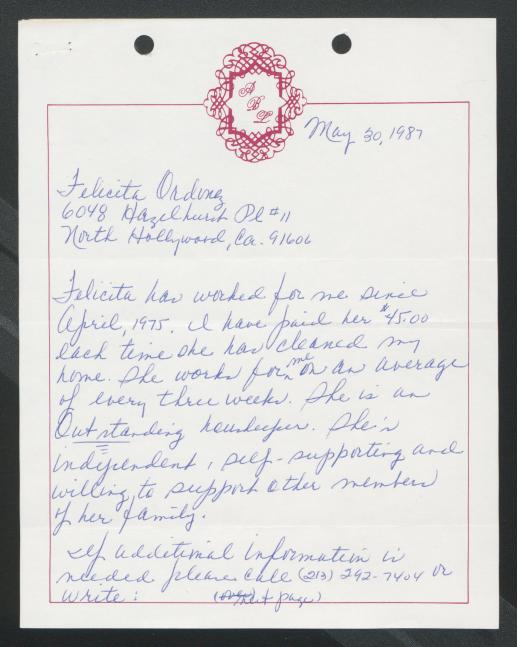 A
B
L
May 30, 1987
Felicita Ordonez
6048 Hazelhurst Pl #11
North Hollywood, Ca. 91606
Felicita has worked for me since
April, 1975. I have paid her $45.00
each time she has cleaned my
home. She works for me on an average
of every three weeks. She is an
Outstanding housekeeper. She's
independent, self-supporting and
willing to support other members
of her family.
If additional information is
needed please call (213) 292-7404 or
write: (next page)